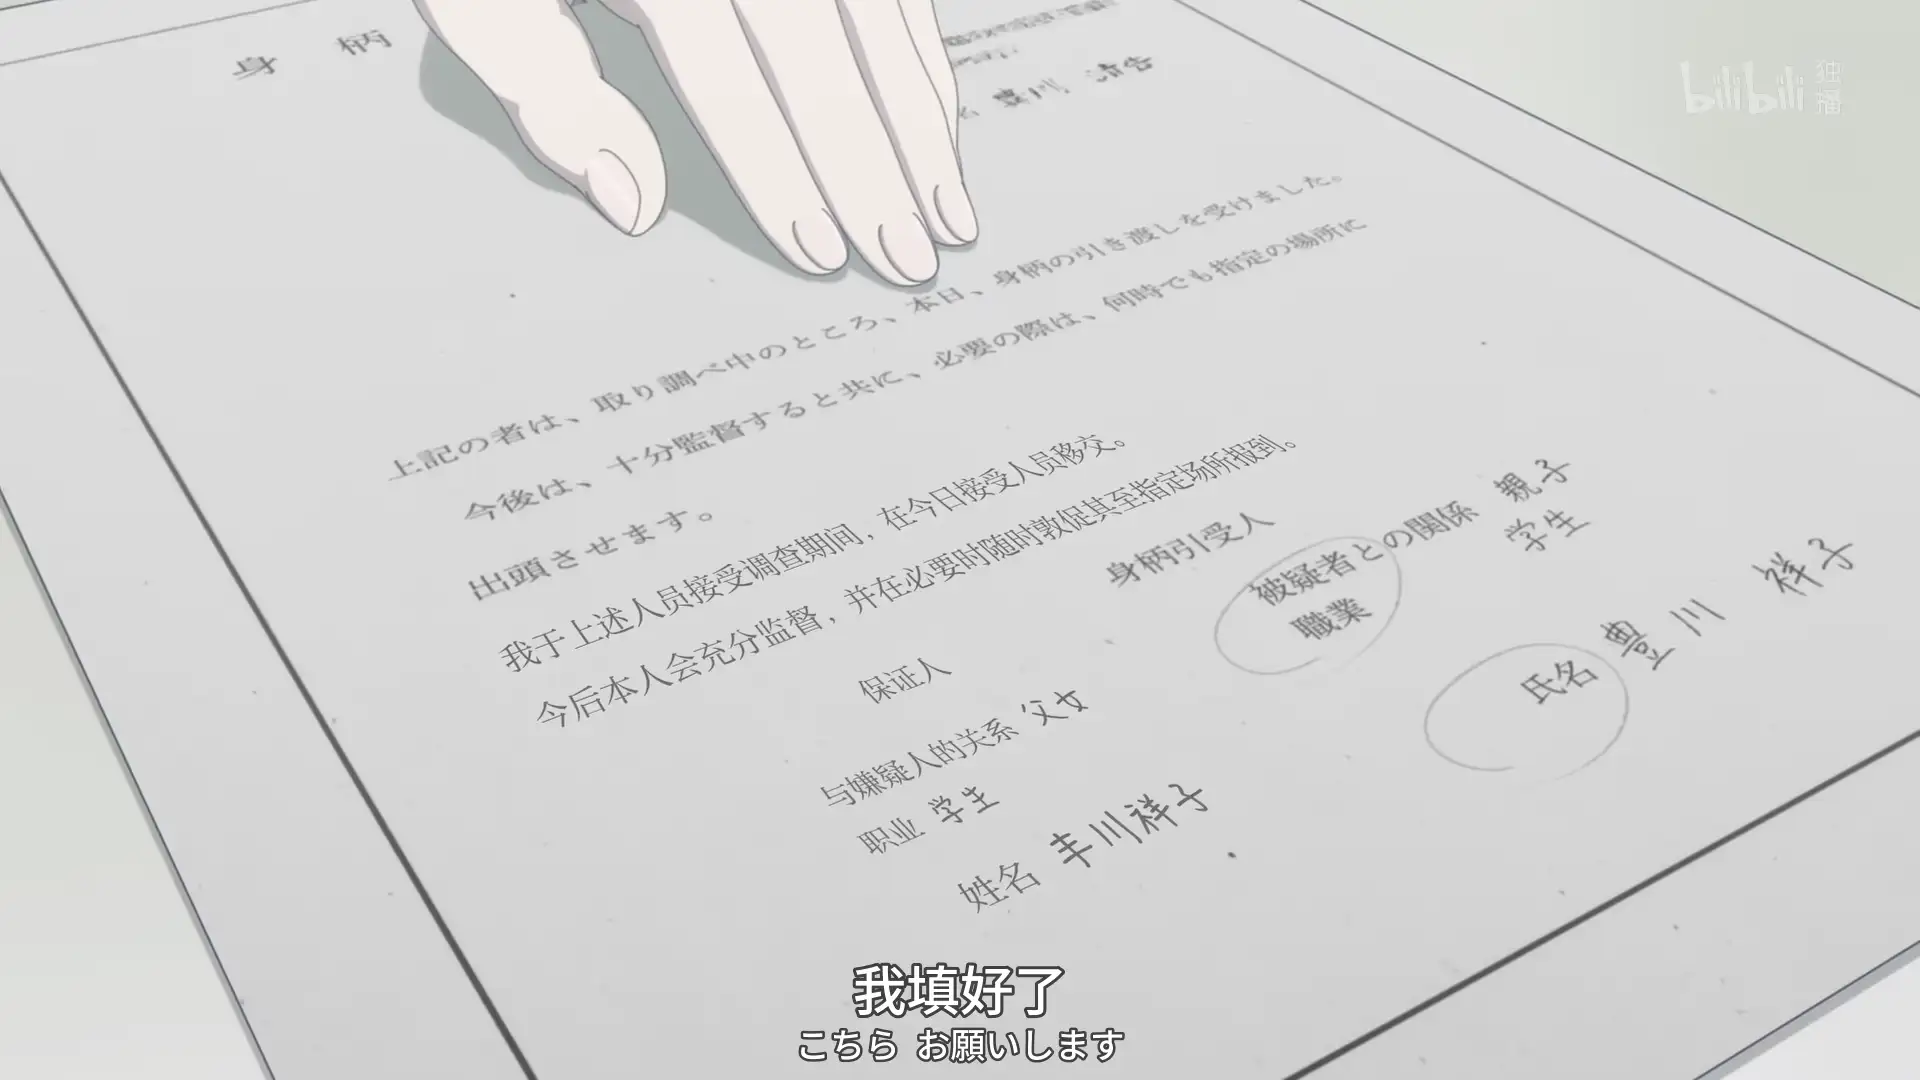 身 柄
bilibili 独播
名 豊川 清告
上記の者は、取り調べ中のところ、本日、身柄の引き渡しを受けました。
今後は、十分監督すると共に、必要の際は、何時でも指定の場所に
出頭させます。
我于上述人员接受调查期间，在今日接受人员移交。
今后本人会充分监督，并在必要时随时敦促其至指定场所报到。
身柄引受人
被疑者との関係 親子
職業 学生
氏名 豊川 祥子
保证人
与嫌疑人的关系 父女
职业 学生
姓名 丰川祥子
我填好了
こちら お願いします